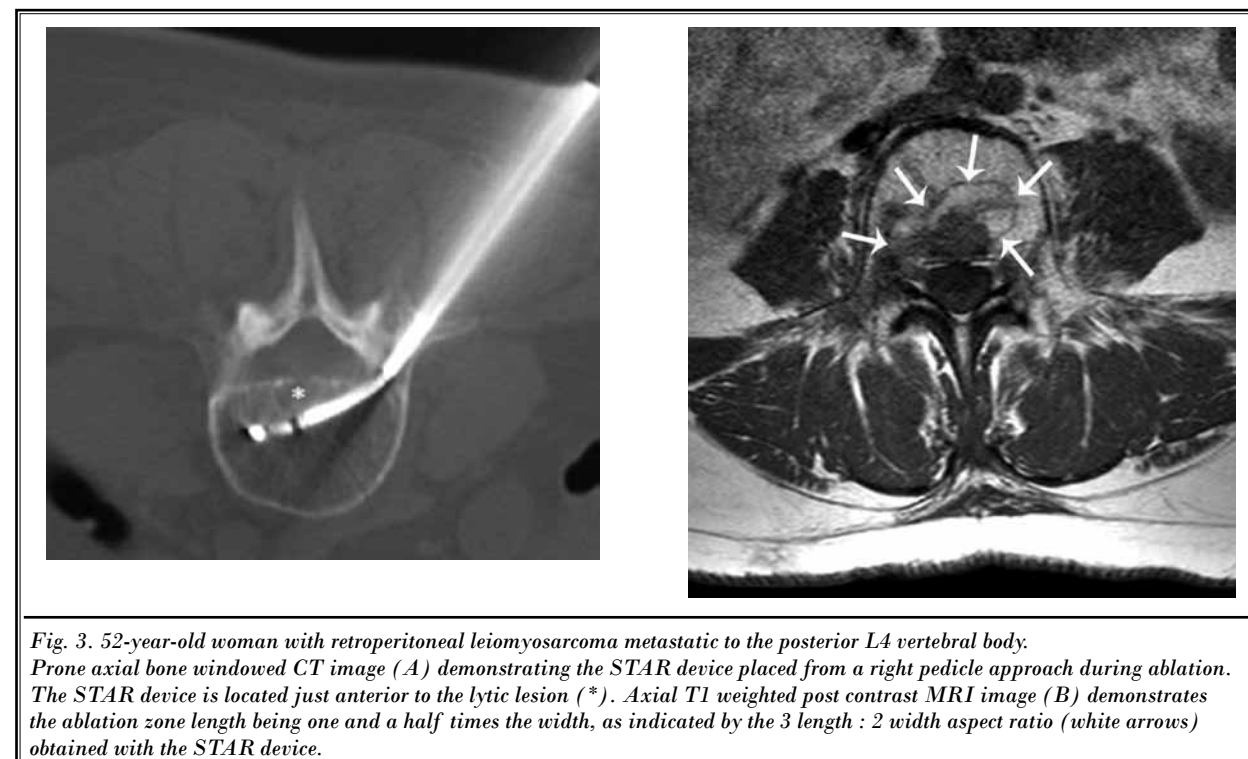 *
Fig. 3. 52-year-old woman with retroperitoneal leiomyosarcoma metastatic to the posterior L4 vertebral body.
Prone axial bone windowed CT image (A) demonstrating the STAR device placed from a right pedicle approach during ablation.
The STAR device is located just anterior to the lytic lesion (*). Axial T1 weighted post contrast MRI image (B) demonstrates
the ablation zone length being one and a half times the width, as indicated by the 3 length : 2 width aspect ratio (white arrows)
obtained with the STAR device.